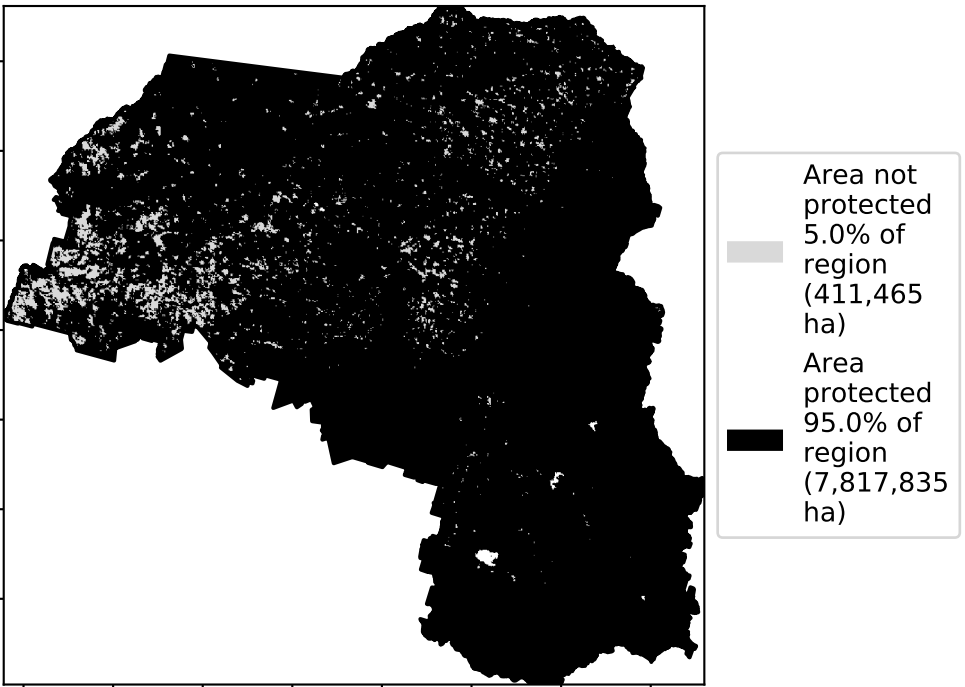 Area not
protected
5.0% of
region
(411,465
ha)
Area
protected
95.0% of
region
(7,817,835
ha)